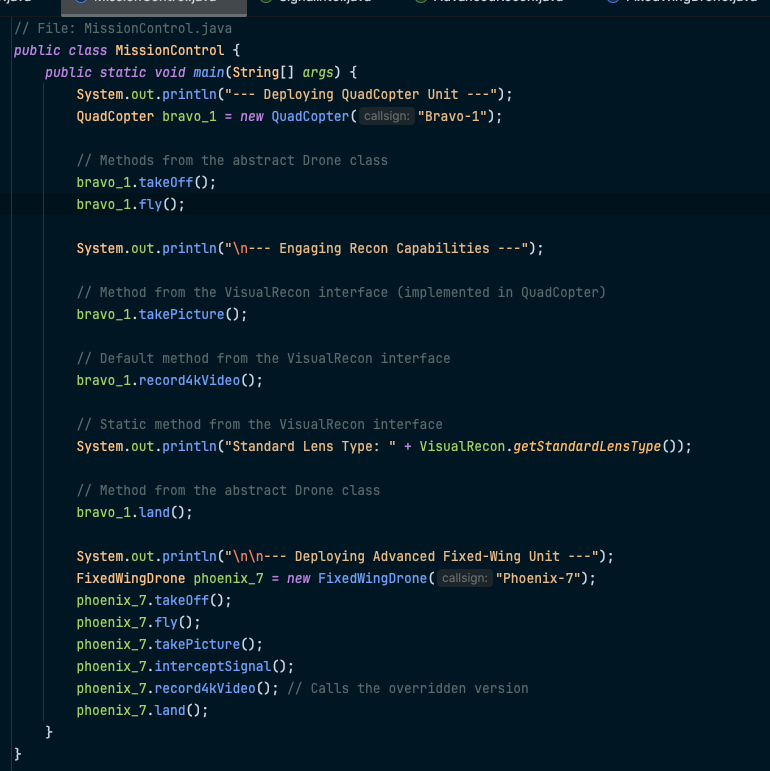 MissionControl.java
// File: MissionControl.java
public class MissionControl {
    public static void main(String[] args) {
        System.out.println("--- Deploying QuadCopter Unit ---");
        QuadCopter bravo_1 = new QuadCopter( callsign: "Bravo-1");

        // Methods from the abstract Drone class
        bravo_1.takeOff();
        bravo_1.fly();

        System.out.println("\n--- Engaging Recon Capabilities ---");

        // Method from the VisualRecon interface (implemented in QuadCopter)
        bravo_1.takePicture();

        // Default method from the VisualRecon interface
        bravo_1.record4kVideo();

        // Static method from the VisualRecon interface
        System.out.println("Standard Lens Type: " + VisualRecon.getStandardLensType());

        // Method from the abstract Drone class
        bravo_1.land();

        System.out.println("\n\n--- Deploying Advanced Fixed-Wing Unit ---");
        FixedWingDrone phoenix_7 = new FixedWingDrone( callsign: "Phoenix-7");
        phoenix_7.takeOff();
        phoenix_7.fly();
        phoenix_7.takePicture();
        phoenix_7.interceptSignal();
        phoenix_7.record4kVideo(); // Calls the overridden version
        phoenix_7.land();
    }
}